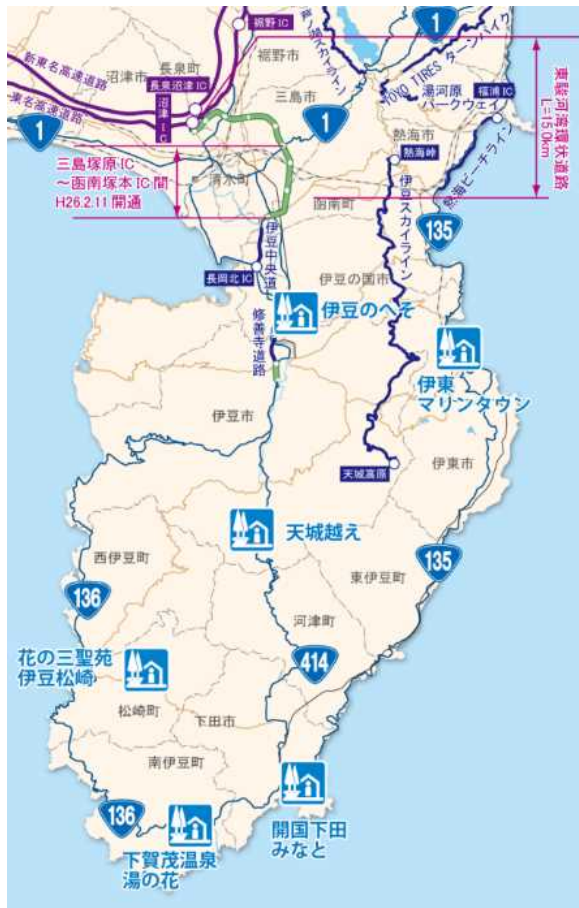 裾野IC
新東名高速道路
長泉町
裾野市
沼津市
長泉沼津IC
東名高速道路
沼津IC
三島市
1
TOYO TIRES ターンパイク
湯河原
パークウェイ
福浦IC
1
1
熱海市
熱海峠
熱海ビーチライン
東駿河湾環状道路
L=15.0km
三島塚原IC
～函南塚本IC間
H26.2.11開通
清水町
函南町
伊豆スカイライン
135
伊豆中央道
長岡北IC
伊豆の国市
伊豆のへそ
修善寺道路
伊東
マリンタウン
伊豆市
伊東市
天城高原
天城越え
西伊豆町
東伊豆町
135
136
河津町
花の三聖苑
伊豆松崎
414
松崎町
下田市
南伊豆町
136
開国下田
みなと
下賀茂温泉
湯の花